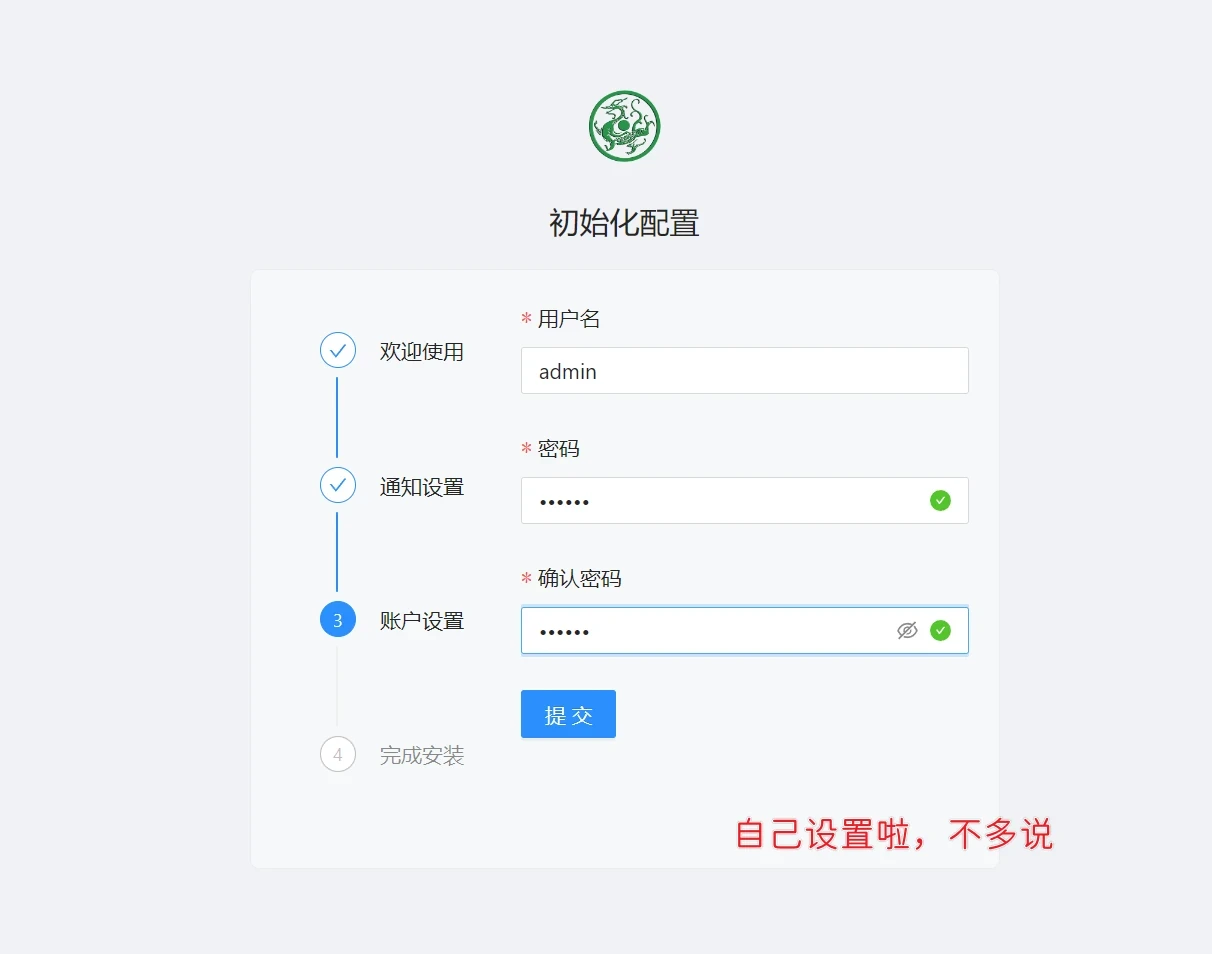 初始化配置
欢迎使用
通知设置
3 账户设置
4 完成安装
* 用户名
admin
* 密码
••••••
* 确认密码
••••••
提交
自己设置啦，不多说